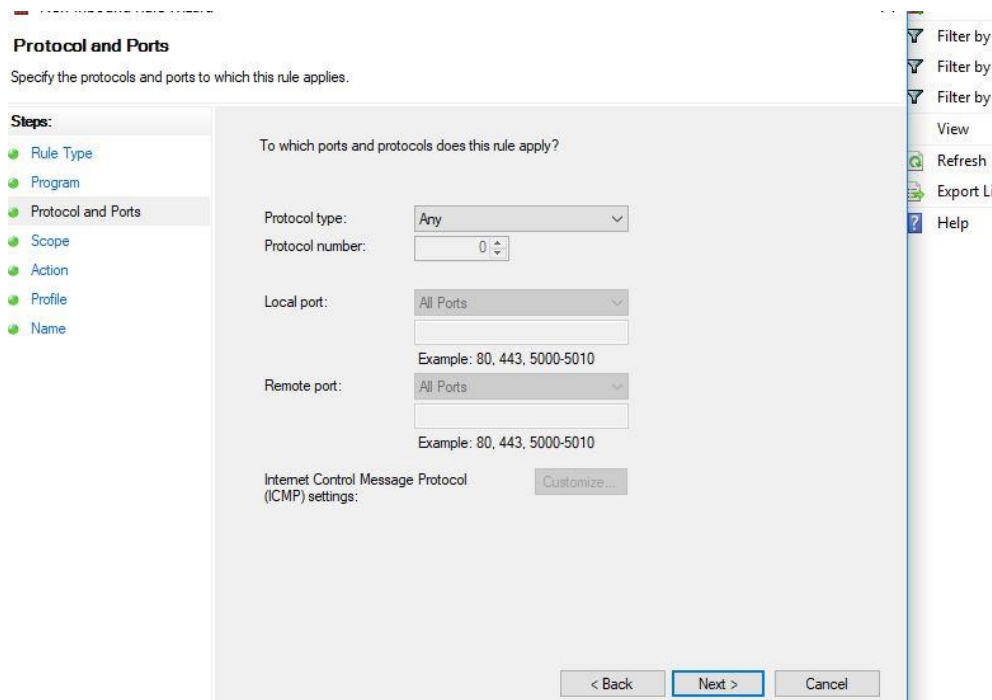 New Inbound Rule Wizard
Protocol and Ports
Specify the protocols and ports to which this rule applies.
Steps:
Rule Type
Program
Protocol and Ports
Scope
Action
Profile
Name
To which ports and protocols does this rule apply?
Protocol type: Any
Protocol number: 0
Local port: All Ports
Example: 80, 443, 5000-5010
Remote port: All Ports
Example: 80, 443, 5000-5010
Internet Control Message Protocol Customize...
(ICMP) settings:
< Back Next > Cancel
Filter by
Filter by
Filter by
View
Refresh
Export Li
? Help